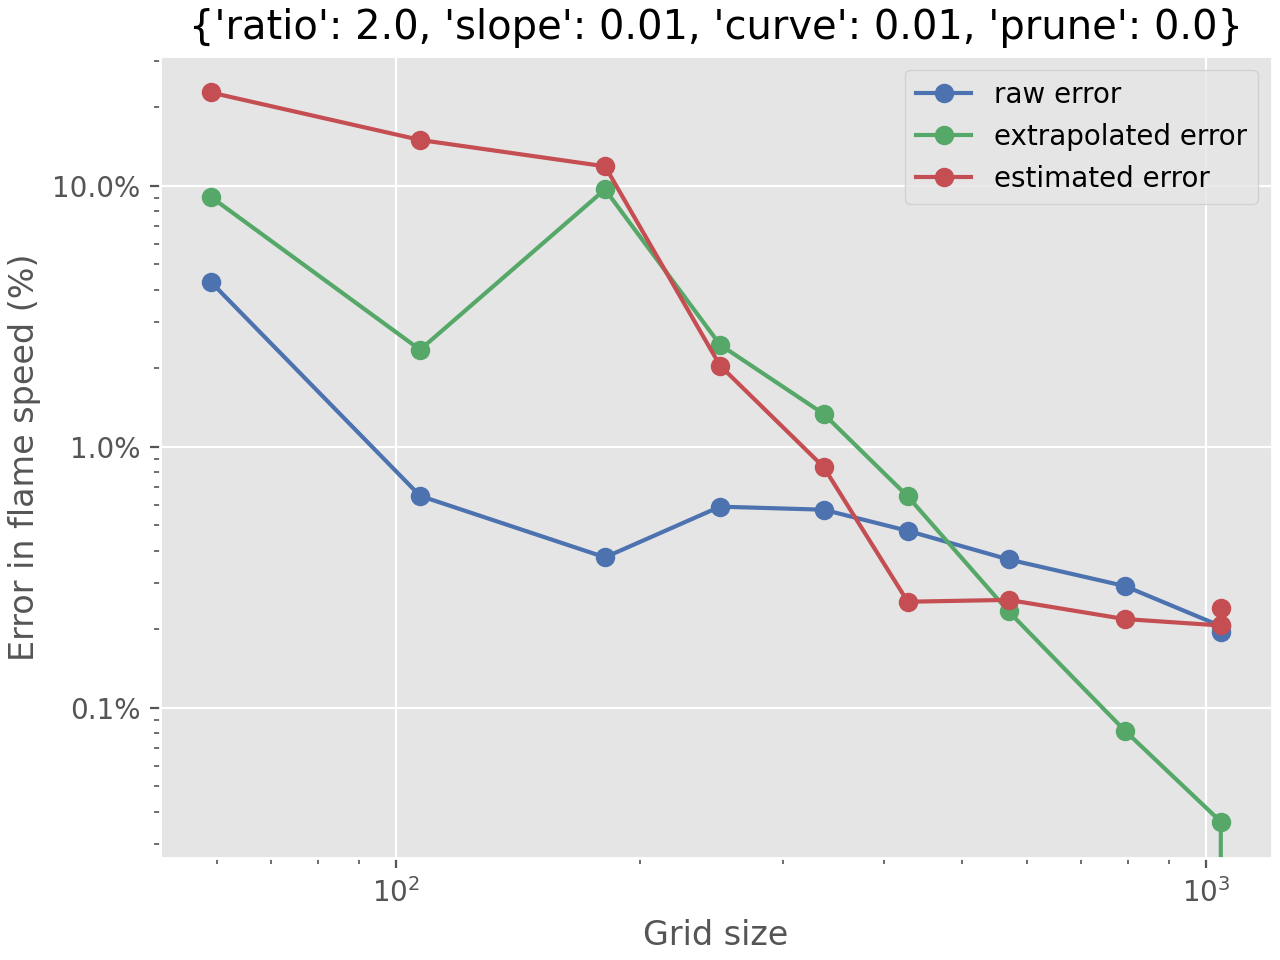 {'ratio': 2.0, 'slope': 0.01, 'curve': 0.01, 'prune': 0.0}
raw error
extrapolated error
estimated error
10.0%
1.0%
0.1%
Error in flame speed (%)
10²
10³
Grid size